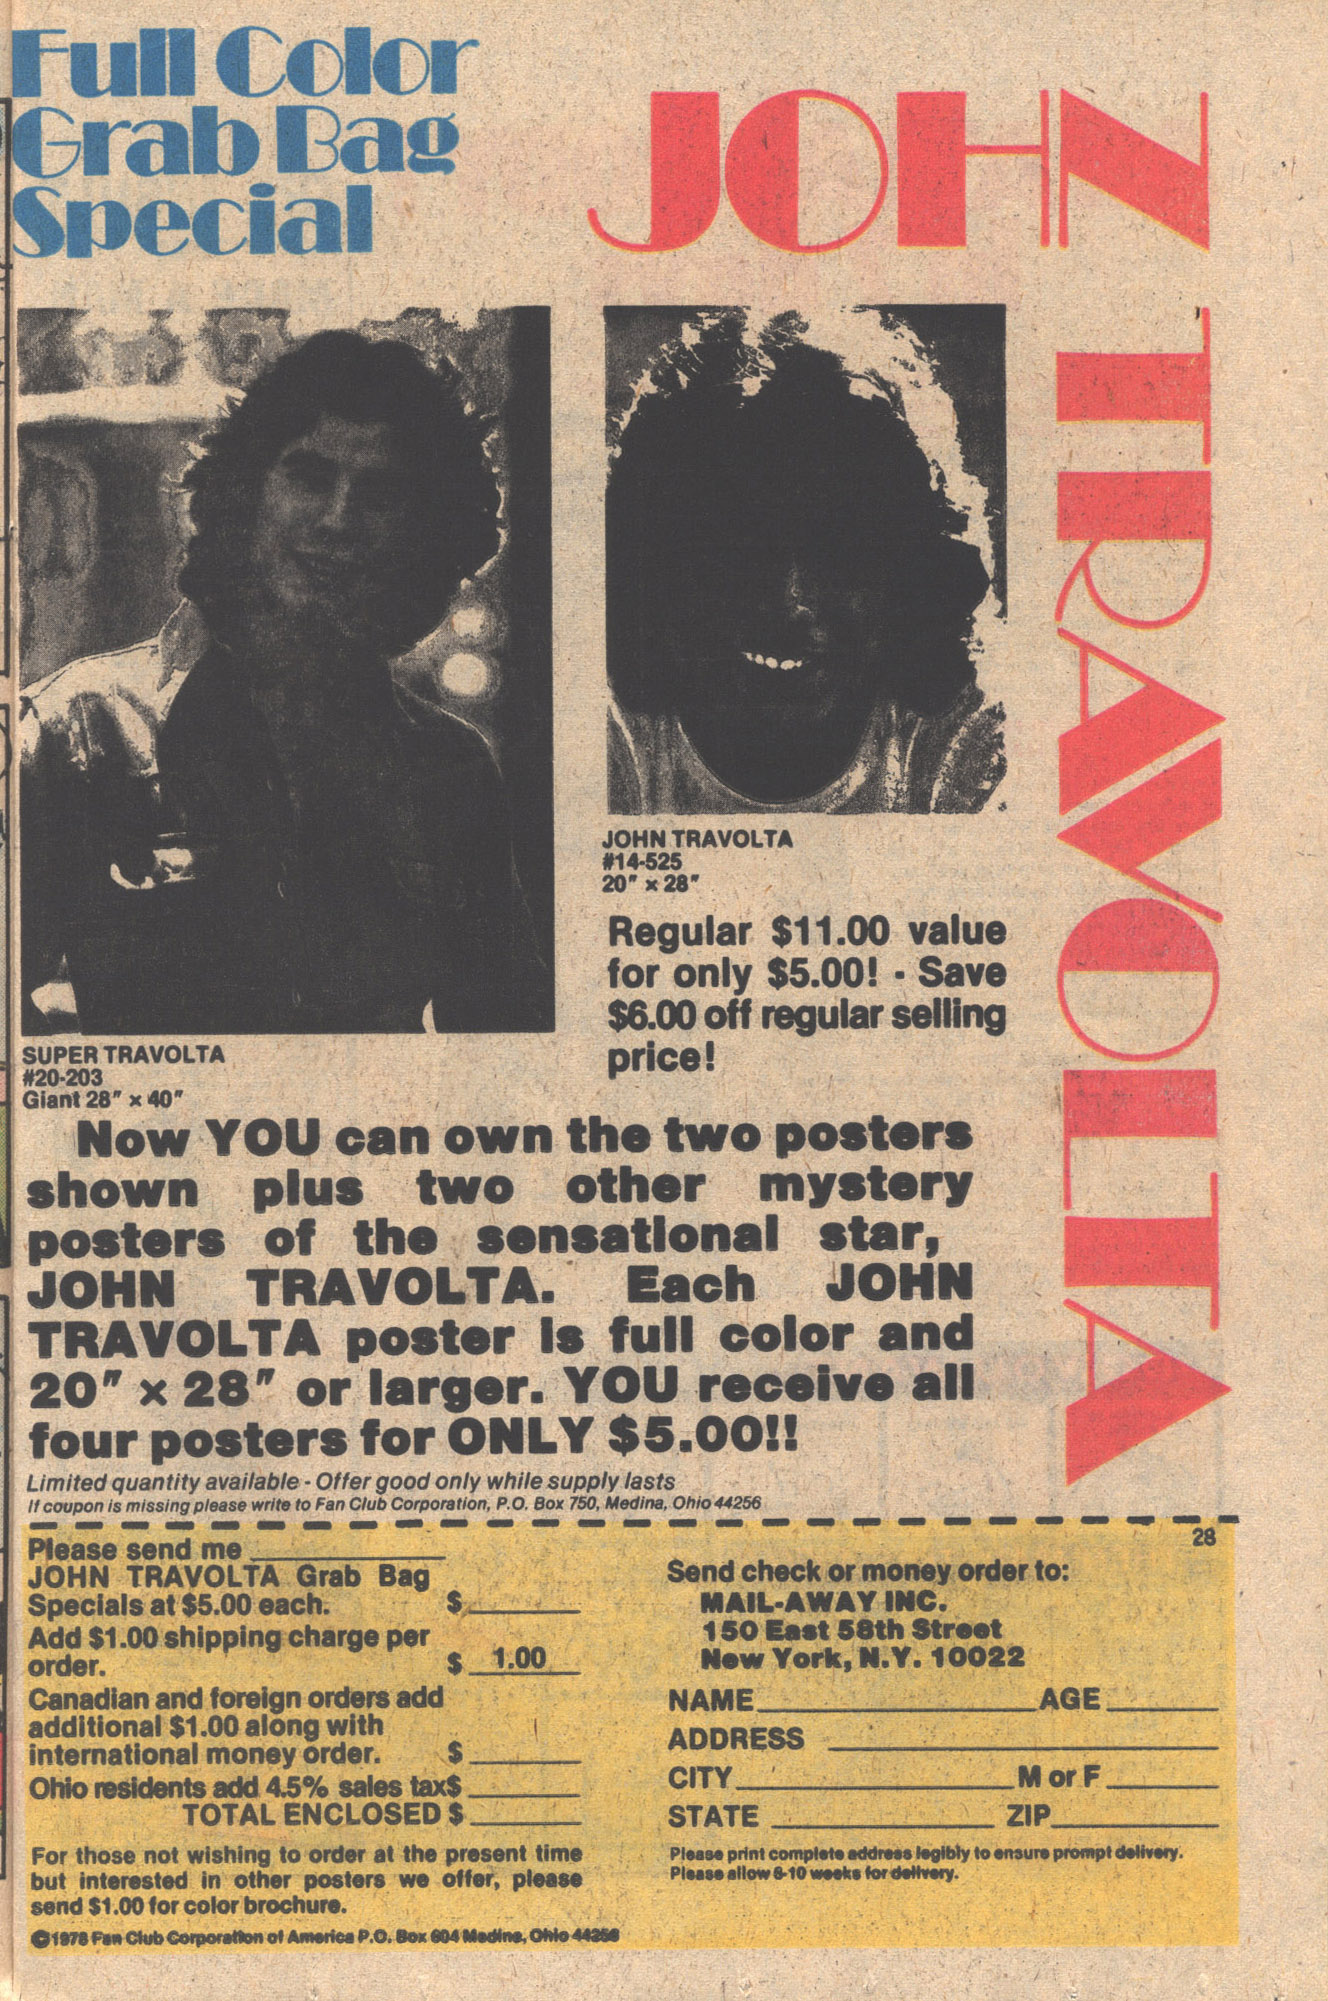 Full Color
Grab Bag
Special
JOHN TRAVOLTA
JOHN TRAVOLTA
#14-525
20″ × 28″
Regular $11.00 value
for only $5.00! - Save
$6.00 off regular selling
price!
SUPER TRAVOLTA
#20-203
Giant 28″ × 40″
Now YOU can own the two posters
shown plus two other mystery
posters of the sensational star,
JOHN TRAVOLTA. Each JOHN
TRAVOLTA poster is full color and
20″ × 28″ or larger. YOU receive all
four posters for ONLY $5.00!!
Limited quantity available - Offer good only while supply lasts
If coupon is missing please write to Fan Club Corporation, P.O. Box 750, Medina, Ohio 44256
28
Please send me
JOHN TRAVOLTA Grab Bag
Specials at $5.00 each. $
Add $1.00 shipping charge per
order. $ 1.00
Canadian and foreign orders add
additional $1.00 along with
international money order. $
Ohio residents add 4.5% sales tax$
TOTAL ENCLOSED $
For those not wishing to order at the present time
but interested in other posters we offer, please
send $1.00 for color brochure.
©1978 Fan Club Corporation of America P.O. Box 604 Medina, Ohio 44256
Send check or money order to:
MAIL-AWAY INC.
150 East 58th Street
New York, N.Y. 10022
NAME AGE
ADDRESS
CITY M or F
STATE ZIP
Please print complete address legibly to ensure prompt delivery.
Please allow 8-10 weeks for delivery.